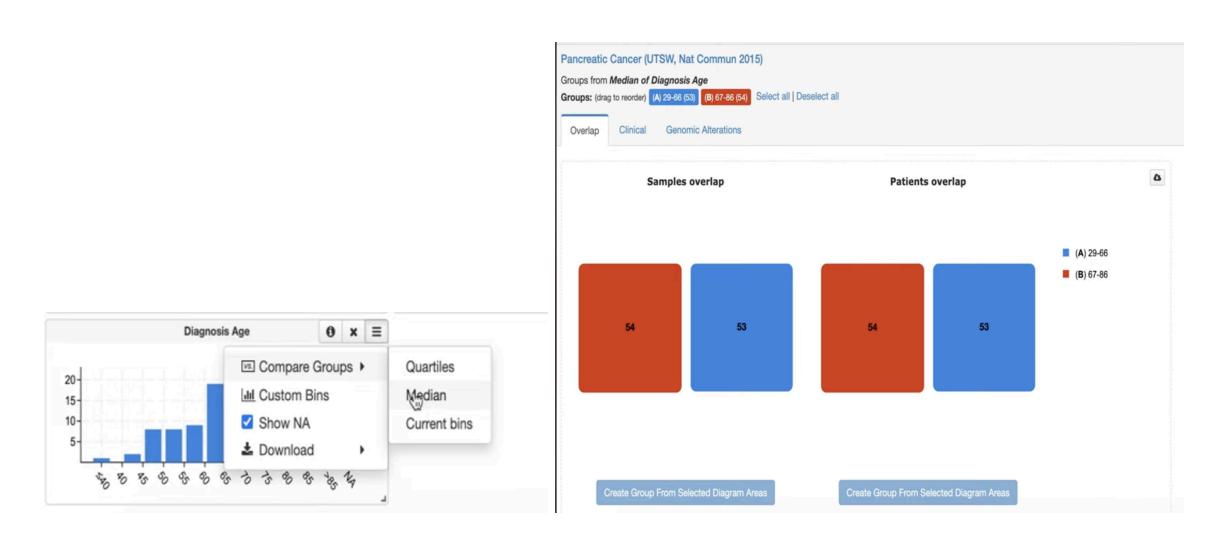 Diagnosis Age
VS. Compare Groups
Custom Bins
Show NA
Download
Quartiles
Median
Current bins
20
15
10
5
≤40
40
45
50
55
60
65
70
75
80
85
>85
NA
Pancreatic Cancer (UTSW, Nat Commun 2015)
Groups from Median of Diagnosis Age
Groups: (drag to reorder) (A) 29-66 (53) (B) 67-86 (54) Select all | Deselect all
Overlap Clinical Genomic Alterations
Samples overlap Patients overlap
(A) 29-66
(B) 67-86
54 53 54 53
Create Group From Selected Diagram Areas Create Group From Selected Diagram Areas